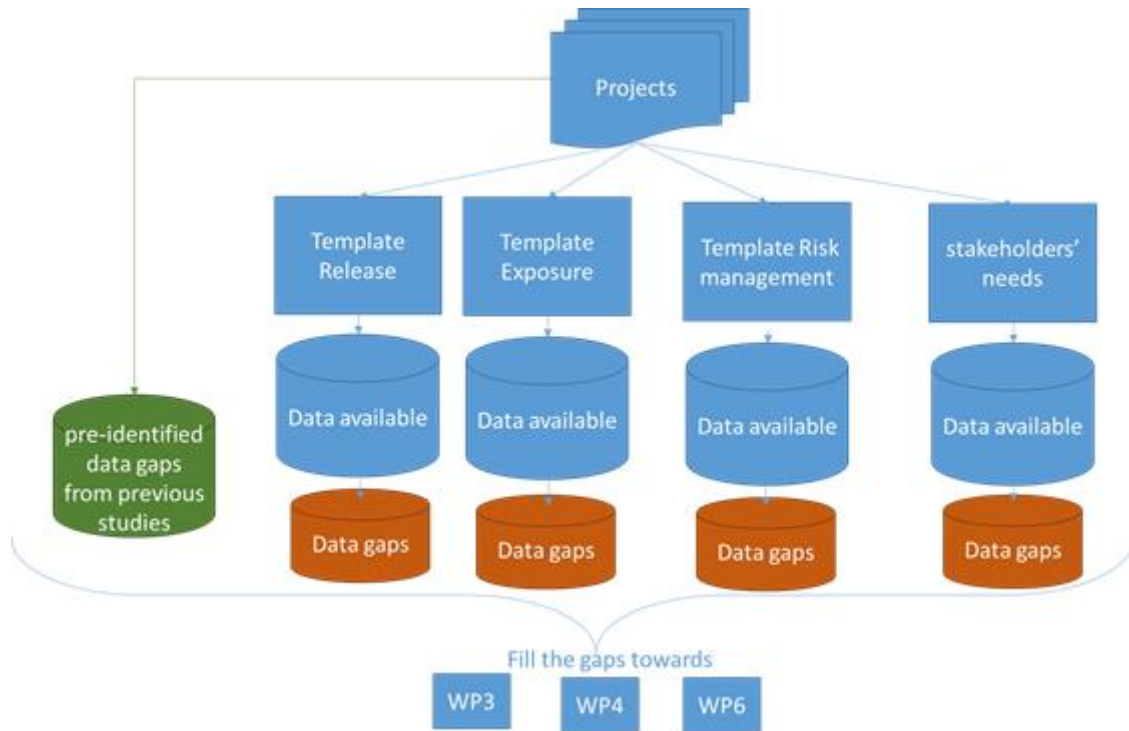 Projects
Template
Release
Template
Exposure
Template Risk
management
stakeholders'
needs
Data available
Data available
Data available
Data available
pre-identified
data gaps
from previous
studies
Data gaps
Data gaps
Data gaps
Data gaps
Fill the gaps towards
WP3
WP4
WP6